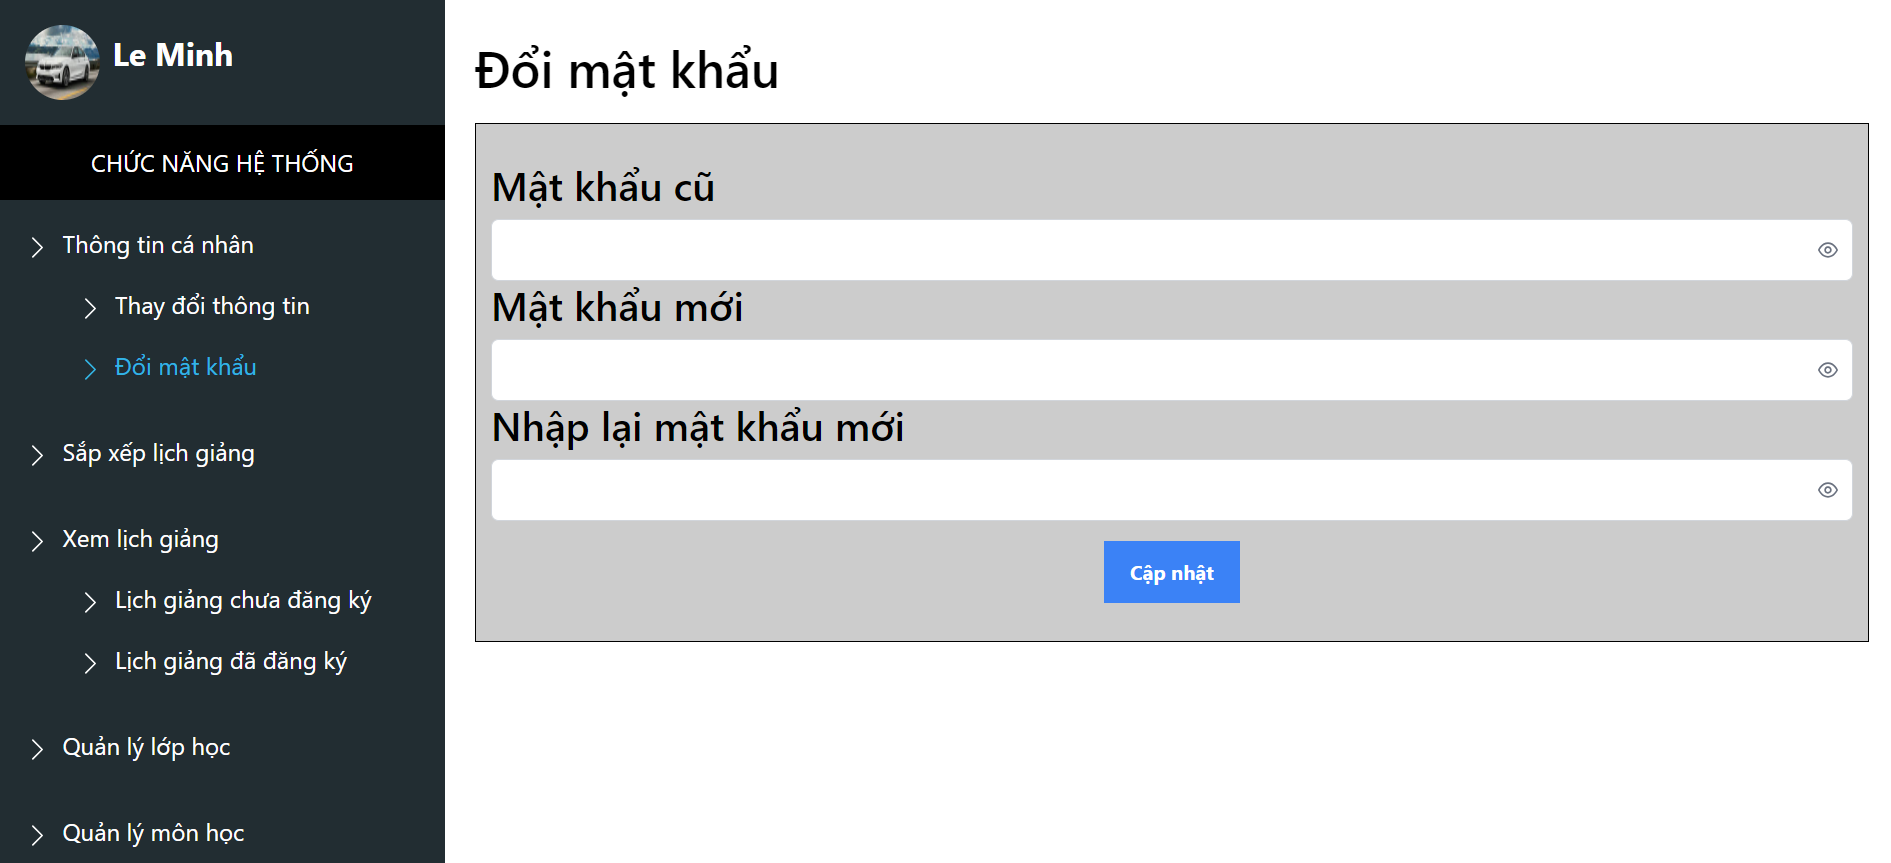 Le Minh
CHỨC NĂNG HỆ THỐNG
Thông tin cá nhân
Thay đổi thông tin
Đổi mật khẩu
Sắp xếp lịch giảng
Xem lịch giảng
Lịch giảng chưa đăng ký
Lịch giảng đã đăng ký
Quản lý lớp học
Quản lý môn học
Đổi mật khẩu
Mật khẩu cũ
Mật khẩu mới
Nhập lại mật khẩu mới
Cập nhật